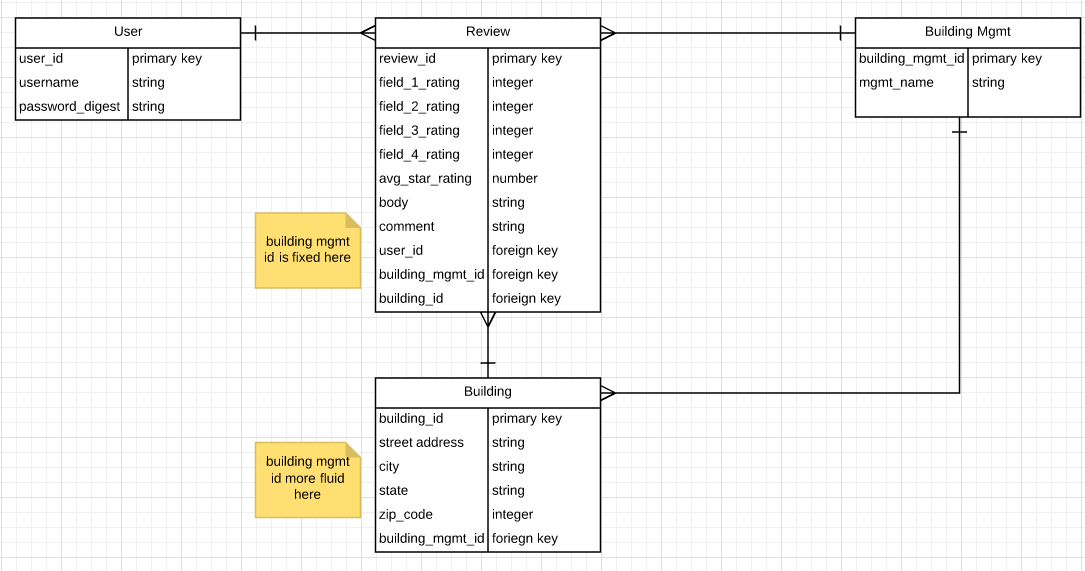 User
user_id primary key
username string
password_digest string
Review
review_id primary key
field_1_rating integer
field_2_rating integer
field_3_rating integer
field_4_rating integer
avg_star_rating number
body string
comment string
user_id foreign key
building_mgmt_id foreign key
building_id forieign key
Building Mgmt
building_mgmt_id primary key
mgmt_name string
building mgmt
id is fixed here
Building
building_id primary key
street address string
city string
state string
zip_code integer
building_mgmt_id foriegn key
building mgmt
id more fluid
here